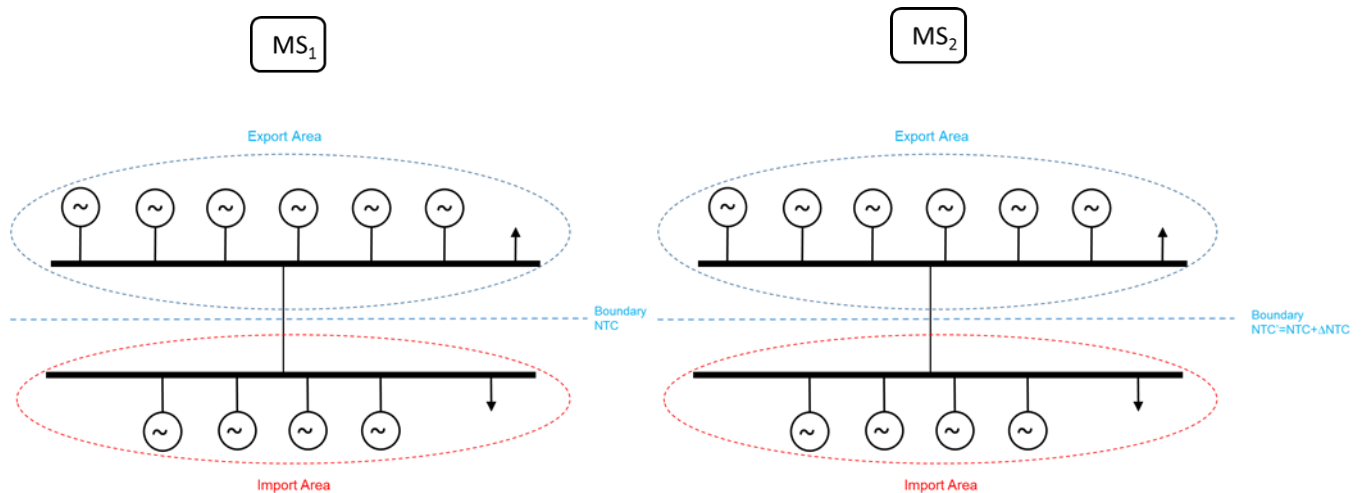 MS₁
MS₂
Export Area
Export Area
~ ~ ~ ~ ~ ~
~ ~ ~ ~ ~ ~
Boundary
NTC
Boundary
NTC'=NTC+ΔNTC
~ ~ ~ ~
~ ~ ~ ~
Import Area
Import Area